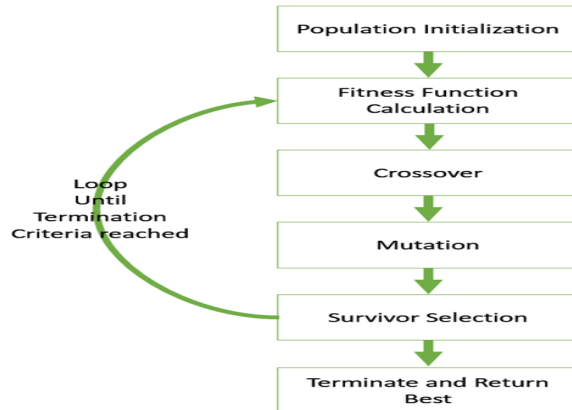 Population Initialization
Fitness Function
Calculation
Crossover
Loop
Until
Termination
Criteria reached
Mutation
Survivor Selection
Terminate and Return
Best